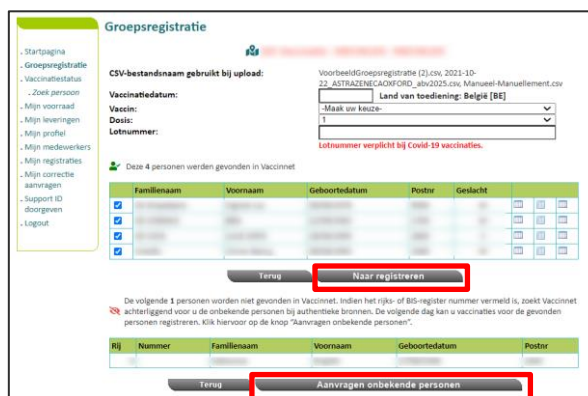 Groepsregistratie
. Startpagina
. Groepsregistratie
. Vaccinatiestatus
. Zoek persoon
. Mijn voorraad
. Mijn leveringen
. Mijn profiel
. Mijn medewerkers
. Mijn registraties
. Mijn correctie
aanvragen
. Support ID
doorgeven
. Logout
CSV-bestandsnaam gebruikt bij upload: VoorbeeldGroepsregistratie (2).csv, 2021-10-
22_ASTRAZENECAOXFORD_abv2025.csv, Manueel-Manuellement.csv
Vaccinatiedatum: Land van toediening: België [BE]
Vaccin: -Maak uw keuze-
Dosis: 1
Lotnummer:
Lotnummer verplicht bij Covid-19 vaccinaties.
Deze 4 personen werden gevonden in Vaccinnet
Familienaam Voornaam Geboortedatum Postnr Geslacht
Terug Naar registreren
De volgende 1 personen worden niet gevonden in Vaccinnet. Indien het rijks- of BIS-register nummer vermeld is, zoekt Vaccinnet
achterliggend voor u de onbekende personen bij authentieke bronnen. De volgende dag kan u vaccinaties voor de gevonden
personen registreren. Klik hiervoor op de knop "Aanvragen onbekende personen".
Rij Nummer Familienaam Voornaam Geboortedatum Postnr
Terug Aanvragen onbekende personen